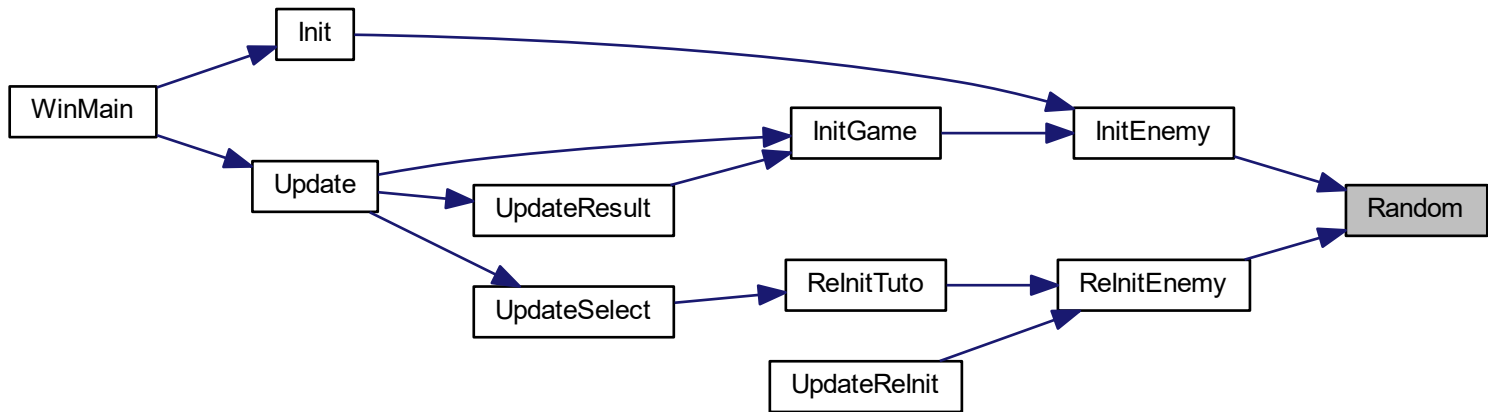 Init
WinMain
InitGame
InitEnemy
Update
UpdateResult
Random
UpdateSelect
ReInitTuto
ReInitEnemy
UpdateReInit